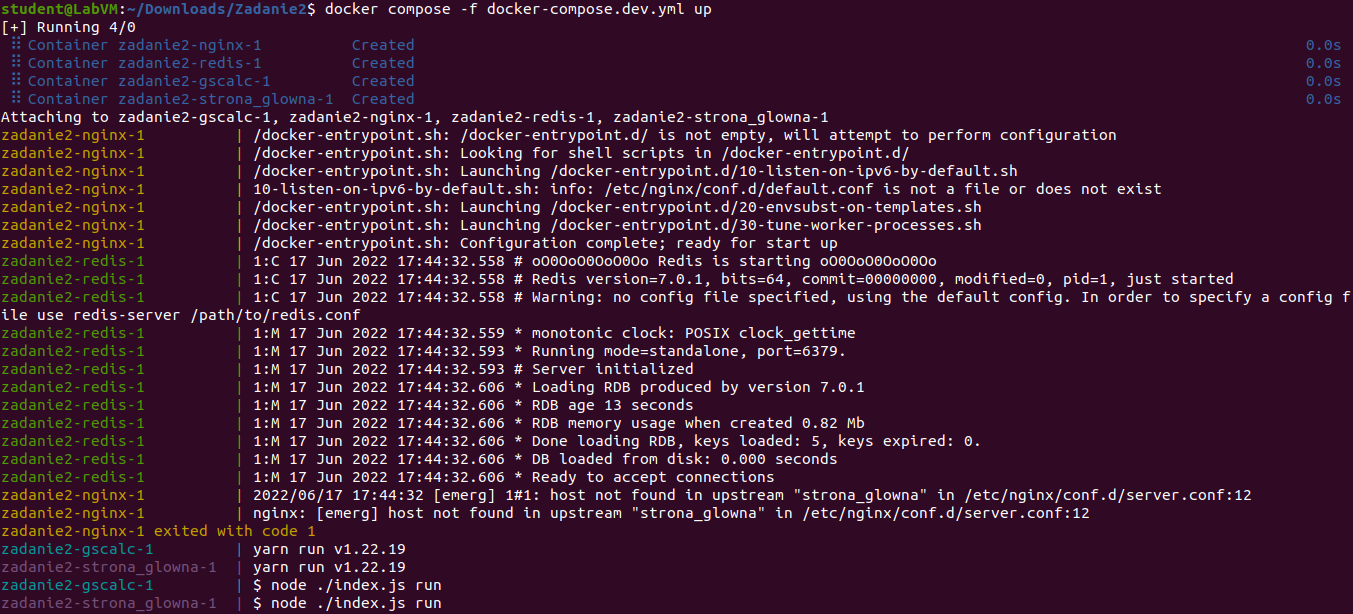 student@LabVM:~/Downloads/Zadanie2$ docker compose -f docker-compose.dev.yml up
[+] Running 4/0
⠿ Container zadanie2-nginx-1          Created          0.0s
⠿ Container zadanie2-redis-1          Created          0.0s
⠿ Container zadanie2-gscalc-1         Created          0.0s
⠿ Container zadanie2-strona_glowna-1  Created          0.0s
Attaching to zadanie2-gscalc-1, zadanie2-nginx-1, zadanie2-redis-1, zadanie2-strona_glowna-1
zadanie2-nginx-1          | /docker-entrypoint.sh: /docker-entrypoint.d/ is not empty, will attempt to perform configuration
zadanie2-nginx-1          | /docker-entrypoint.sh: Looking for shell scripts in /docker-entrypoint.d/
zadanie2-nginx-1          | /docker-entrypoint.sh: Launching /docker-entrypoint.d/10-listen-on-ipv6-by-default.sh
zadanie2-nginx-1          | 10-listen-on-ipv6-by-default.sh: info: /etc/nginx/conf.d/default.conf is not a file or does not exist
zadanie2-nginx-1          | /docker-entrypoint.sh: Launching /docker-entrypoint.d/20-envsubst-on-templates.sh
zadanie2-nginx-1          | /docker-entrypoint.sh: Launching /docker-entrypoint.d/30-tune-worker-processes.sh
zadanie2-nginx-1          | /docker-entrypoint.sh: Configuration complete; ready for start up
zadanie2-redis-1          | 1:C 17 Jun 2022 17:44:32.558 # oO0OoO0OoO0Oo Redis is starting oO0OoO0OoO0Oo
zadanie2-redis-1          | 1:C 17 Jun 2022 17:44:32.558 # Redis version=7.0.1, bits=64, commit=00000000, modified=0, pid=1, just started
zadanie2-redis-1          | 1:C 17 Jun 2022 17:44:32.558 # Warning: no config file specified, using the default config. In order to specify a config f
ile use redis-server /path/to/redis.conf
zadanie2-redis-1          | 1:M 17 Jun 2022 17:44:32.559 * monotonic clock: POSIX clock_gettime
zadanie2-redis-1          | 1:M 17 Jun 2022 17:44:32.593 * Running mode=standalone, port=6379.
zadanie2-redis-1          | 1:M 17 Jun 2022 17:44:32.593 # Server initialized
zadanie2-redis-1          | 1:M 17 Jun 2022 17:44:32.606 * Loading RDB produced by version 7.0.1
zadanie2-redis-1          | 1:M 17 Jun 2022 17:44:32.606 * RDB age 13 seconds
zadanie2-redis-1          | 1:M 17 Jun 2022 17:44:32.606 * RDB memory usage when created 0.82 Mb
zadanie2-redis-1          | 1:M 17 Jun 2022 17:44:32.606 * Done loading RDB, keys loaded: 5, keys expired: 0.
zadanie2-redis-1          | 1:M 17 Jun 2022 17:44:32.606 * DB loaded from disk: 0.000 seconds
zadanie2-redis-1          | 1:M 17 Jun 2022 17:44:32.606 * Ready to accept connections
zadanie2-nginx-1          | 2022/06/17 17:44:32 [emerg] 1#1: host not found in upstream "strona_glowna" in /etc/nginx/conf.d/server.conf:12
zadanie2-nginx-1          | nginx: [emerg] host not found in upstream "strona_glowna" in /etc/nginx/conf.d/server.conf:12
zadanie2-nginx-1 exited with code 1
zadanie2-gscalc-1         | yarn run v1.22.19
zadanie2-strona_glowna-1  | yarn run v1.22.19
zadanie2-gscalc-1         | $ node ./index.js run
zadanie2-strona_glowna-1  | $ node ./index.js run